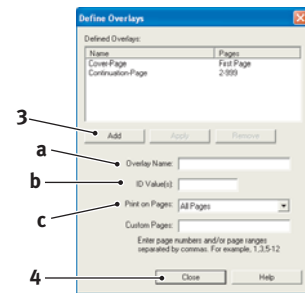 Define Overlays
Defined Overlays:
Name Pages
Cover-Page First Page
Continuation-Page 2-999
3 Add Apply Remove
a Overlay Name:
b ID Value(s):
c Print on Pages: All Pages
Custom Pages:
Enter page numbers and/or page ranges
separated by commas. For example, 1,3,5-12
4 Close Help